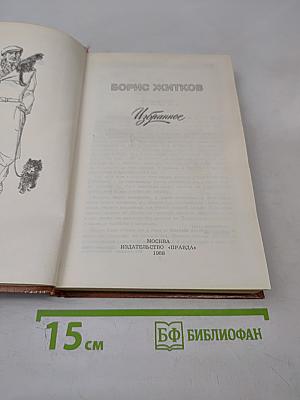 БОРИС ЖИТКОВ
Избранное
МОСКВА
ИЗДАТЕЛЬСТВО «ПРАВДА»
1988
15 см
БФ БИБЛИОФАН